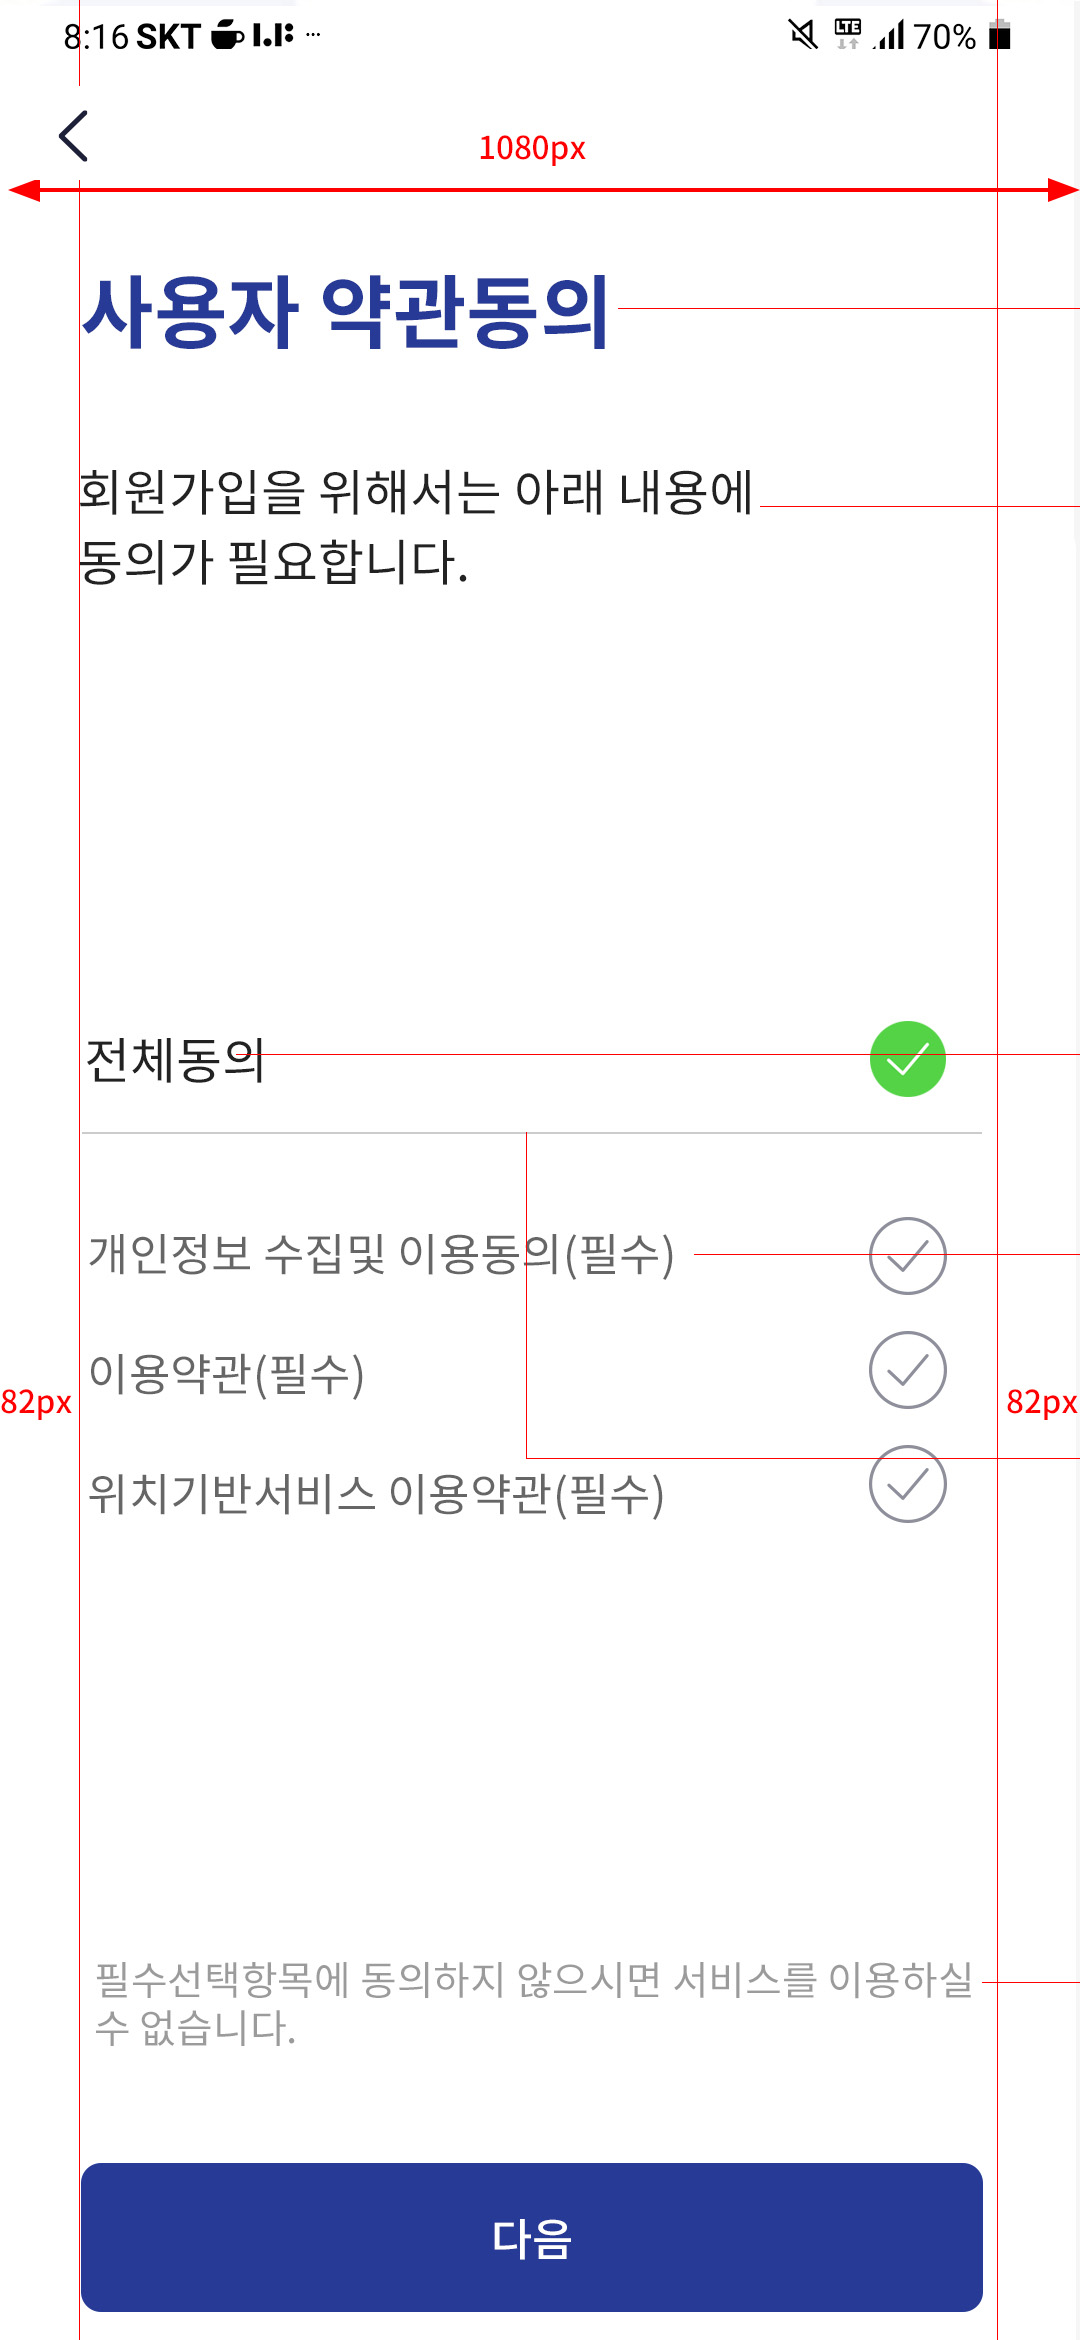 8:16 SKT
LTE
70%
1080px
사용자 약관동의
회원가입을 위해서는 아래 내용에
동의가 필요합니다.
전체동의
개인정보 수집및 이용동의(필수)
이용약관(필수)
82px
82px
위치기반서비스 이용약관(필수)
필수선택항목에 동의하지 않으시면 서비스를 이용하실
수 없습니다.
다음